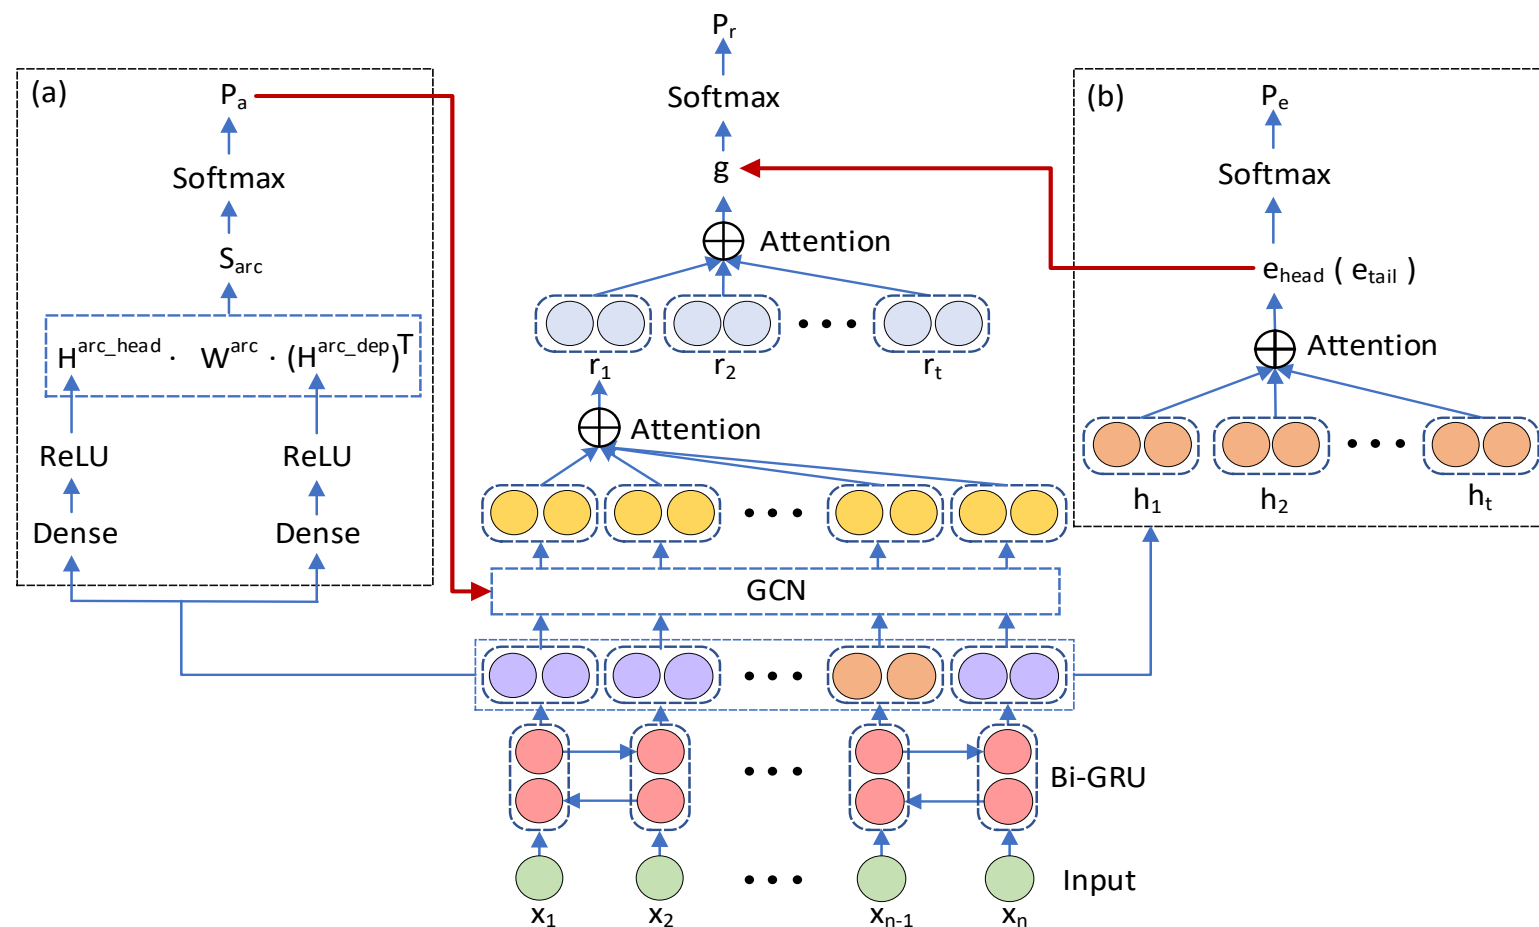 (a)
P_a
Softmax
S_arc
H^arc_head · W^arc · (H^arc_dep)^T
ReLU ReLU
Dense Dense
P_r
Softmax
g
Attention
• • •
r_1 r_2 r_t
Attention
• • •
GCN
• • •
• • •
Bi-GRU
• • •
Input
x_1 x_2 x_n-1 x_n
(b)
P_e
Softmax
e_head ( e_tail )
Attention
• • •
h_1 h_2 h_t